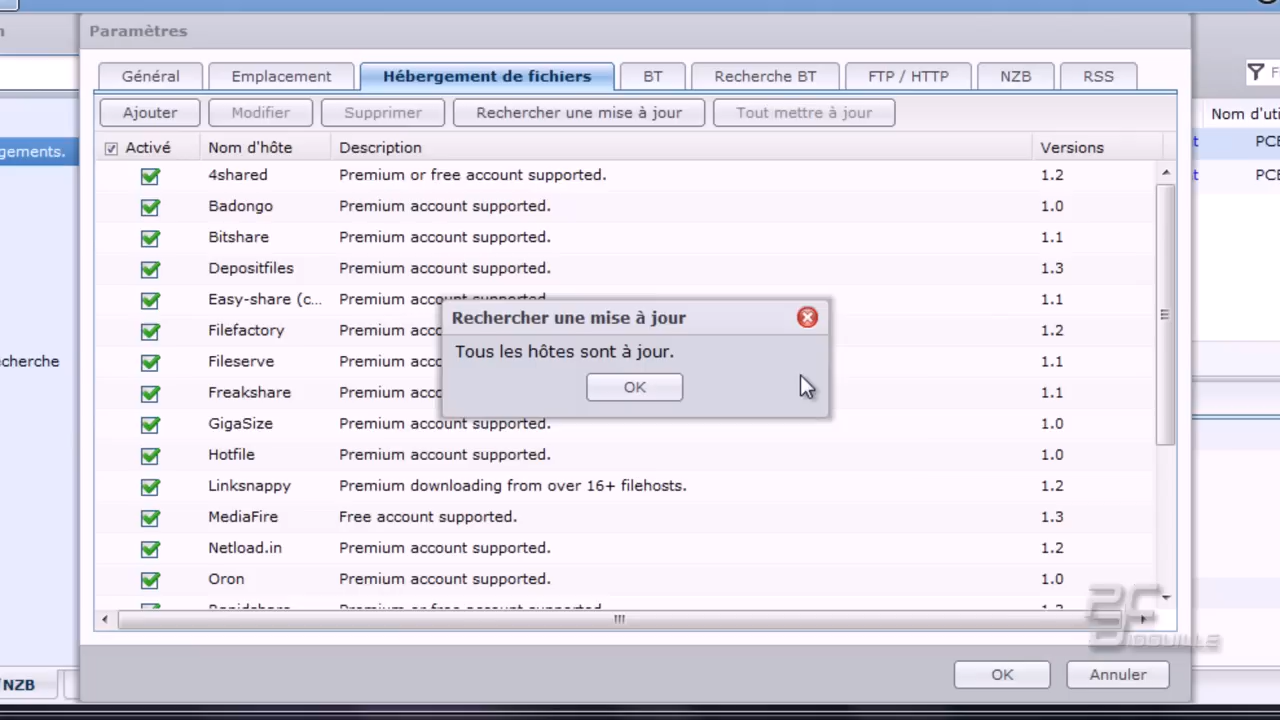 Paramètres
Général Emplacement Hébergement de fichiers BT Recherche BT FTP / HTTP NZB RSS
Ajouter Modifier Supprimer Rechercher une mise à jour Tout mettre à jour
Nom d'uti
Activé Nom d'hôte Description Versions
gements.
PCB
4shared Premium or free account supported. 1.2
Badongo Premium account supported. 1.0
Bitshare Premium account supported. 1.1
Depositfiles Premium account supported. 1.3
Easy-share (c... Premium account supported. 1.1
Filefactory Premium acco 1.2
Fileserve Premium acco 1.1
Freakshare Premium acco 1.1
GigaSize Premium account supported. 1.0
Hotfile Premium account supported. 1.0
Linksnappy Premium downloading from over 16+ filehosts. 1.2
MediaFire Free account supported. 1.3
Netload.in Premium account supported. 1.2
Oron Premium account supported. 1.0
Rechercher une mise à jour
Tous les hôtes sont à jour.
OK
cherche
OK Annuler
/NZB